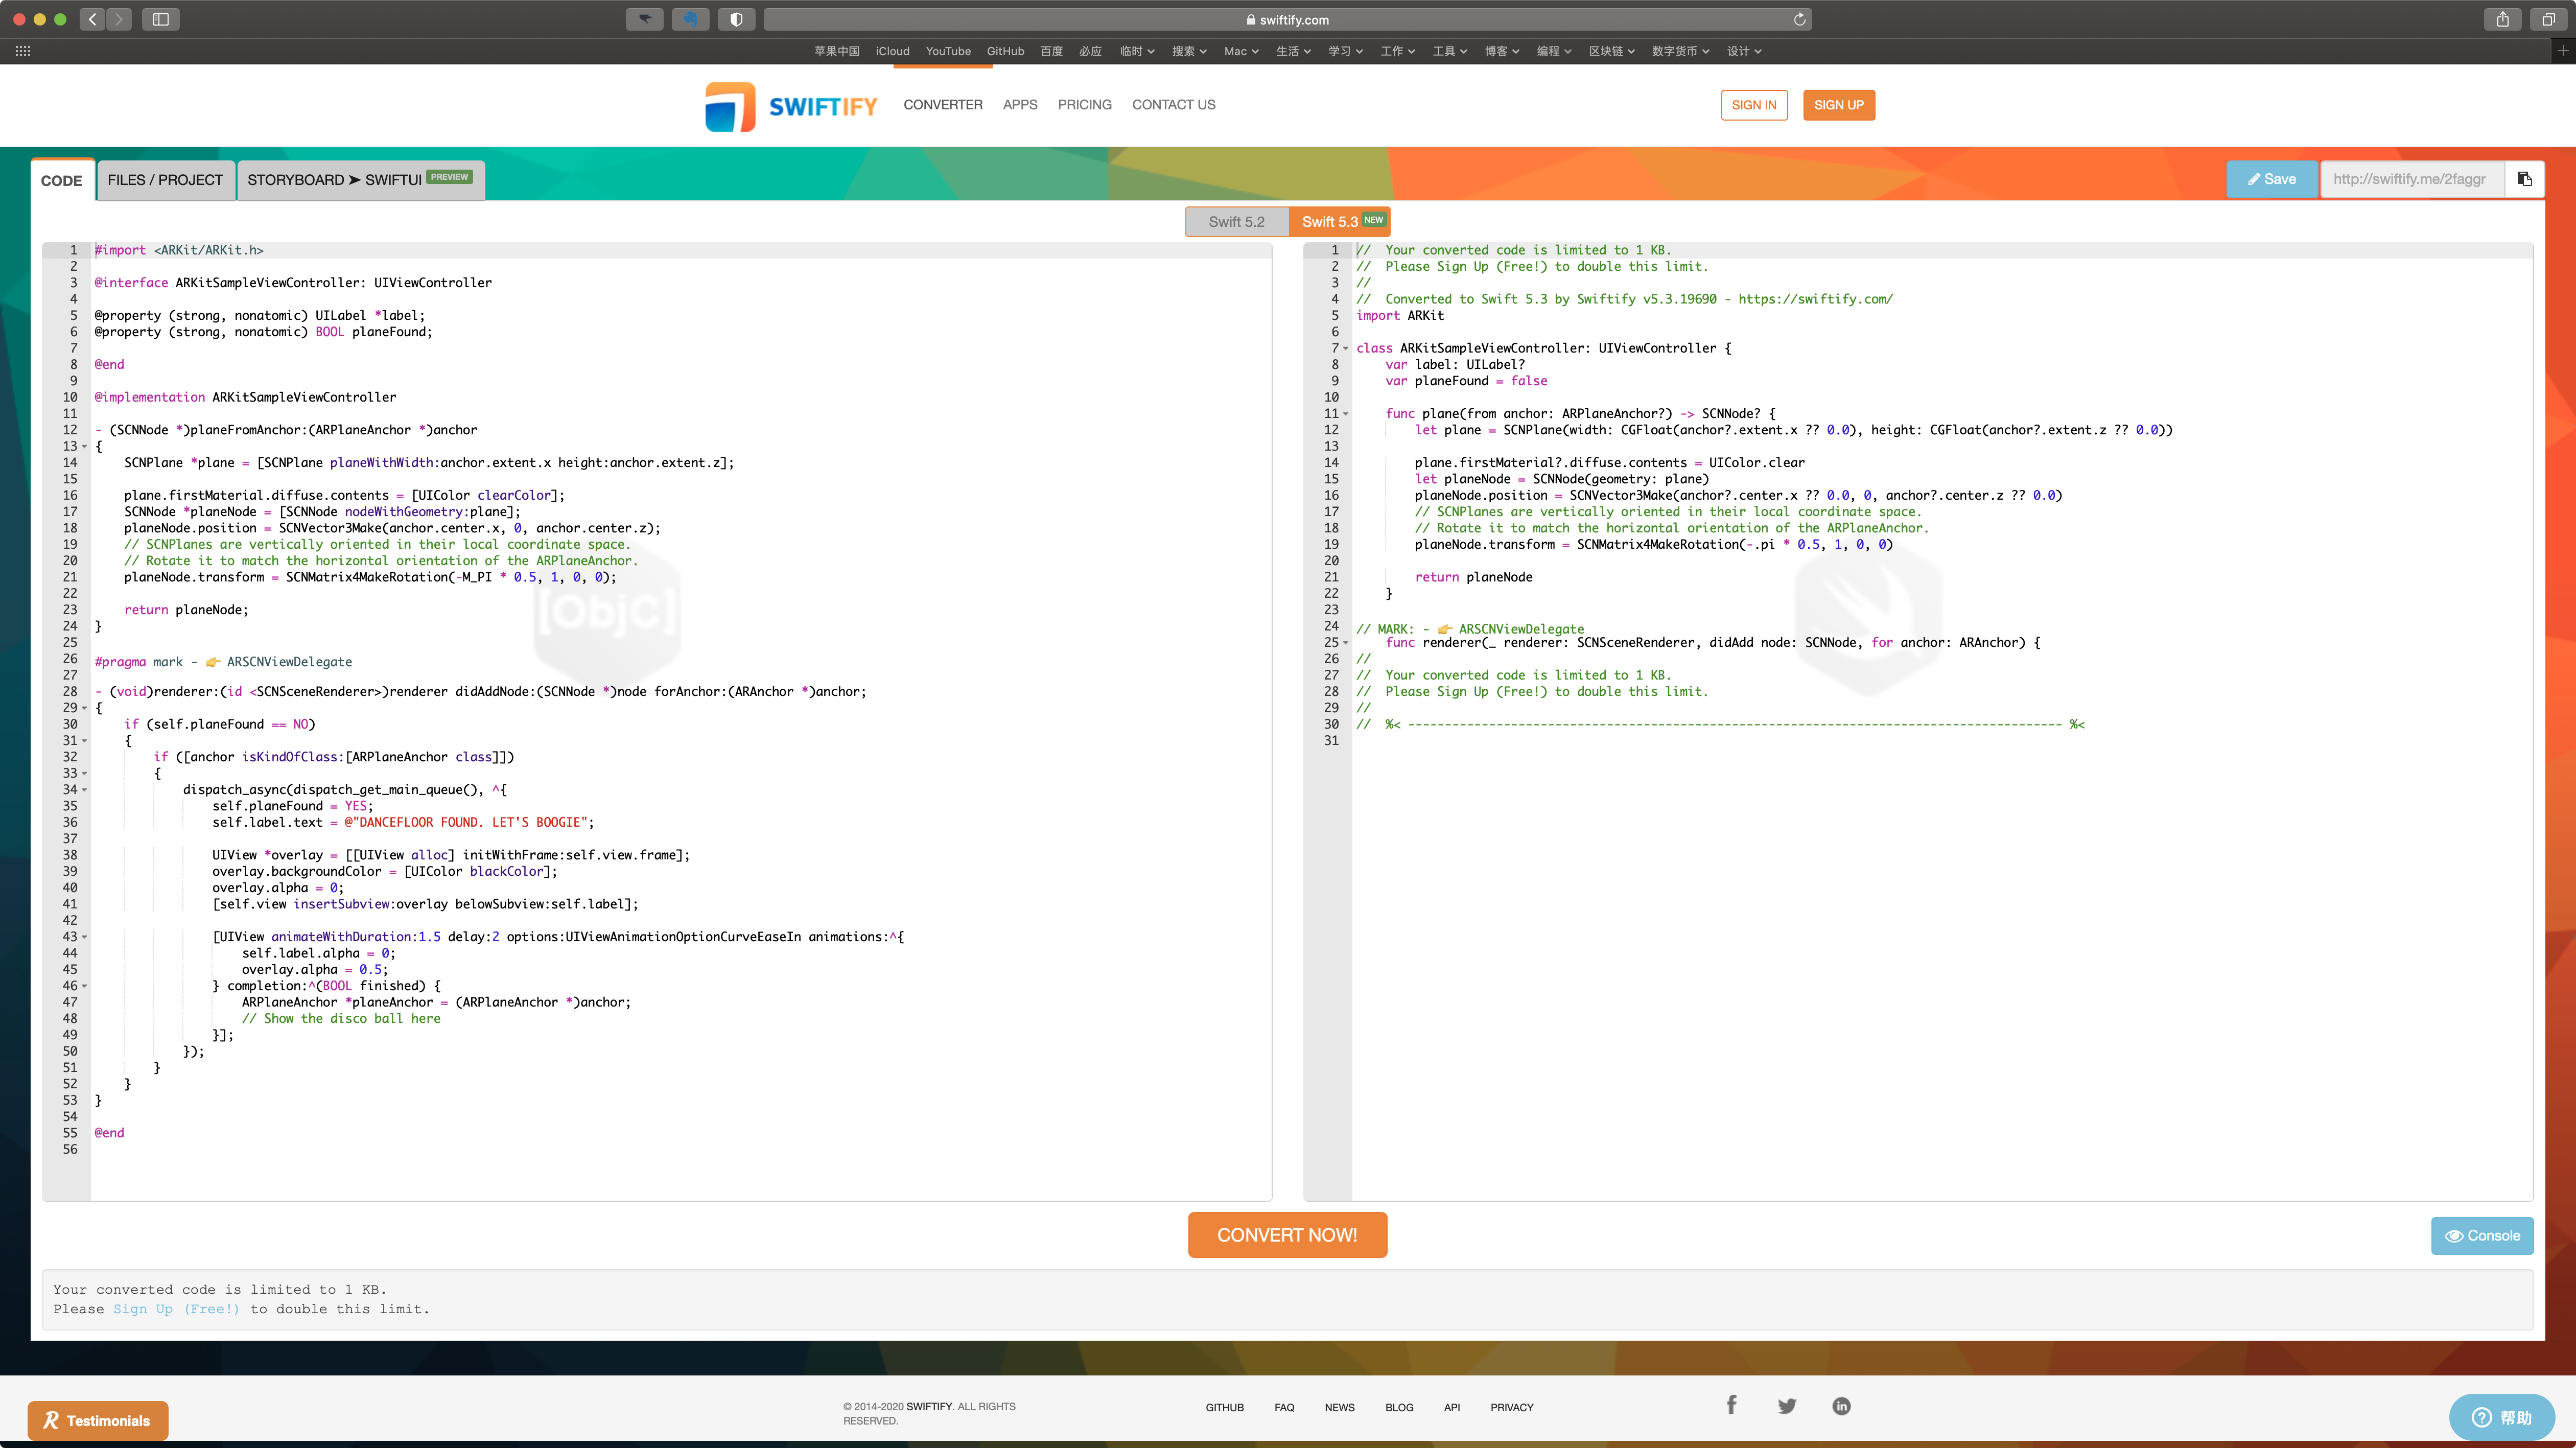 swiftify.com
苹果中国 iCloud YouTube GitHub 百度 必应 临时 搜索 Mac 生活 学习 工作 工具 博客 编程 区块链 数字货币 设计
SWIFTIFY CONVERTER APPS PRICING CONTACT US SIGN IN SIGN UP
CODE FILES / PROJECT STORYBOARD ➤ SWIFTUI PREVIEW Save http://swiftify.me/2faggr
Swift 5.2 Swift 5.3 NEW
1 #import <ARKit/ARKit.h>
2
3 @interface ARKitSampleViewController: UIViewController
4
5 @property (strong, nonatomic) UILabel *label;
6 @property (strong, nonatomic) BOOL planeFound;
7
8 @end
9
10 @implementation ARKitSampleViewController
11
12 - (SCNNode *)planeFromAnchor:(ARPlaneAnchor *)anchor
13 {
14     SCNPlane *plane = [SCNPlane planeWithWidth:anchor.extent.x height:anchor.extent.z];
15
16     plane.firstMaterial.diffuse.contents = [UIColor clearColor];
17     SCNNode *planeNode = [SCNNode nodeWithGeometry:plane];
18     planeNode.position = SCNVector3Make(anchor.center.x, 0, anchor.center.z);
19     // SCNPlanes are vertically oriented in their local coordinate space.
20     // Rotate it to match the horizontal orientation of the ARPlaneAnchor.
21     planeNode.transform = SCNMatrix4MakeRotation(-M_PI * 0.5, 1, 0, 0);
22
23     return planeNode;
24 }
25
26 #pragma mark - 👉 ARSCNViewDelegate
27
28 - (void)renderer:(id <SCNSceneRenderer>)renderer didAddNode:(SCNNode *)node forAnchor:(ARAnchor *)anchor;
29 {
30     if (self.planeFound == NO)
31     {
32         if ([anchor isKindOfClass:[ARPlaneAnchor class]])
33         {
34             dispatch_async(dispatch_get_main_queue(), ^{
35                 self.planeFound = YES;
36                 self.label.text = @"DANCEFLOOR FOUND. LET'S BOOGIE";
37
38                 UIView *overlay = [[UIView alloc] initWithFrame:self.view.frame];
39                 overlay.backgroundColor = [UIColor blackColor];
40                 overlay.alpha = 0;
41                 [self.view insertSubview:overlay belowSubview:self.label];
42
43                 [UIView animateWithDuration:1.5 delay:2 options:UIViewAnimationOptionCurveEaseIn animations:^{
44                     self.label.alpha = 0;
45                     overlay.alpha = 0.5;
46                 } completion:^(BOOL finished) {
47                     ARPlaneAnchor *planeAnchor = (ARPlaneAnchor *)anchor;
48                     // Show the disco ball here
49                 }];
50             });
51         }
52     }
53 }
54
55 @end
56
[ObjC]
1 // Your converted code is limited to 1 KB.
2 // Please Sign Up (Free!) to double this limit.
3 //
4 // Converted to Swift 5.3 by Swiftify v5.3.19690 - https://swiftify.com/
5 import ARKit
6
7 class ARKitSampleViewController: UIViewController {
8     var label: UILabel?
9     var planeFound = false
10
11     func plane(from anchor: ARPlaneAnchor?) -> SCNNode? {
12         let plane = SCNPlane(width: CGFloat(anchor?.extent.x ?? 0.0), height: CGFloat(anchor?.extent.z ?? 0.0))
13
14         plane.firstMaterial?.diffuse.contents = UIColor.clear
15         let planeNode = SCNNode(geometry: plane)
16         planeNode.position = SCNVector3Make(anchor?.center.x ?? 0.0, 0, anchor?.center.z ?? 0.0)
17         // SCNPlanes are vertically oriented in their local coordinate space.
18         // Rotate it to match the horizontal orientation of the ARPlaneAnchor.
19         planeNode.transform = SCNMatrix4MakeRotation(-.pi * 0.5, 1, 0, 0)
20
21         return planeNode
22     }
23
24 // MARK: - 👉 ARSCNViewDelegate
25     func renderer(_ renderer: SCNSceneRenderer, didAdd node: SCNNode, for anchor: ARAnchor) {
26 //
27 // Your converted code is limited to 1 KB.
28 // Please Sign Up (Free!) to double this limit.
29 //
30 // %< ----------------------------------------------------------------------------------------- %<
31
CONVERT NOW! Console
Your converted code is limited to 1 KB.
Please Sign Up (Free!) to double this limit.
Testimonials
© 2014-2020 SWIFTIFY. ALL RIGHTS
RESERVED.
GITHUB FAQ NEWS BLOG API PRIVACY
帮助